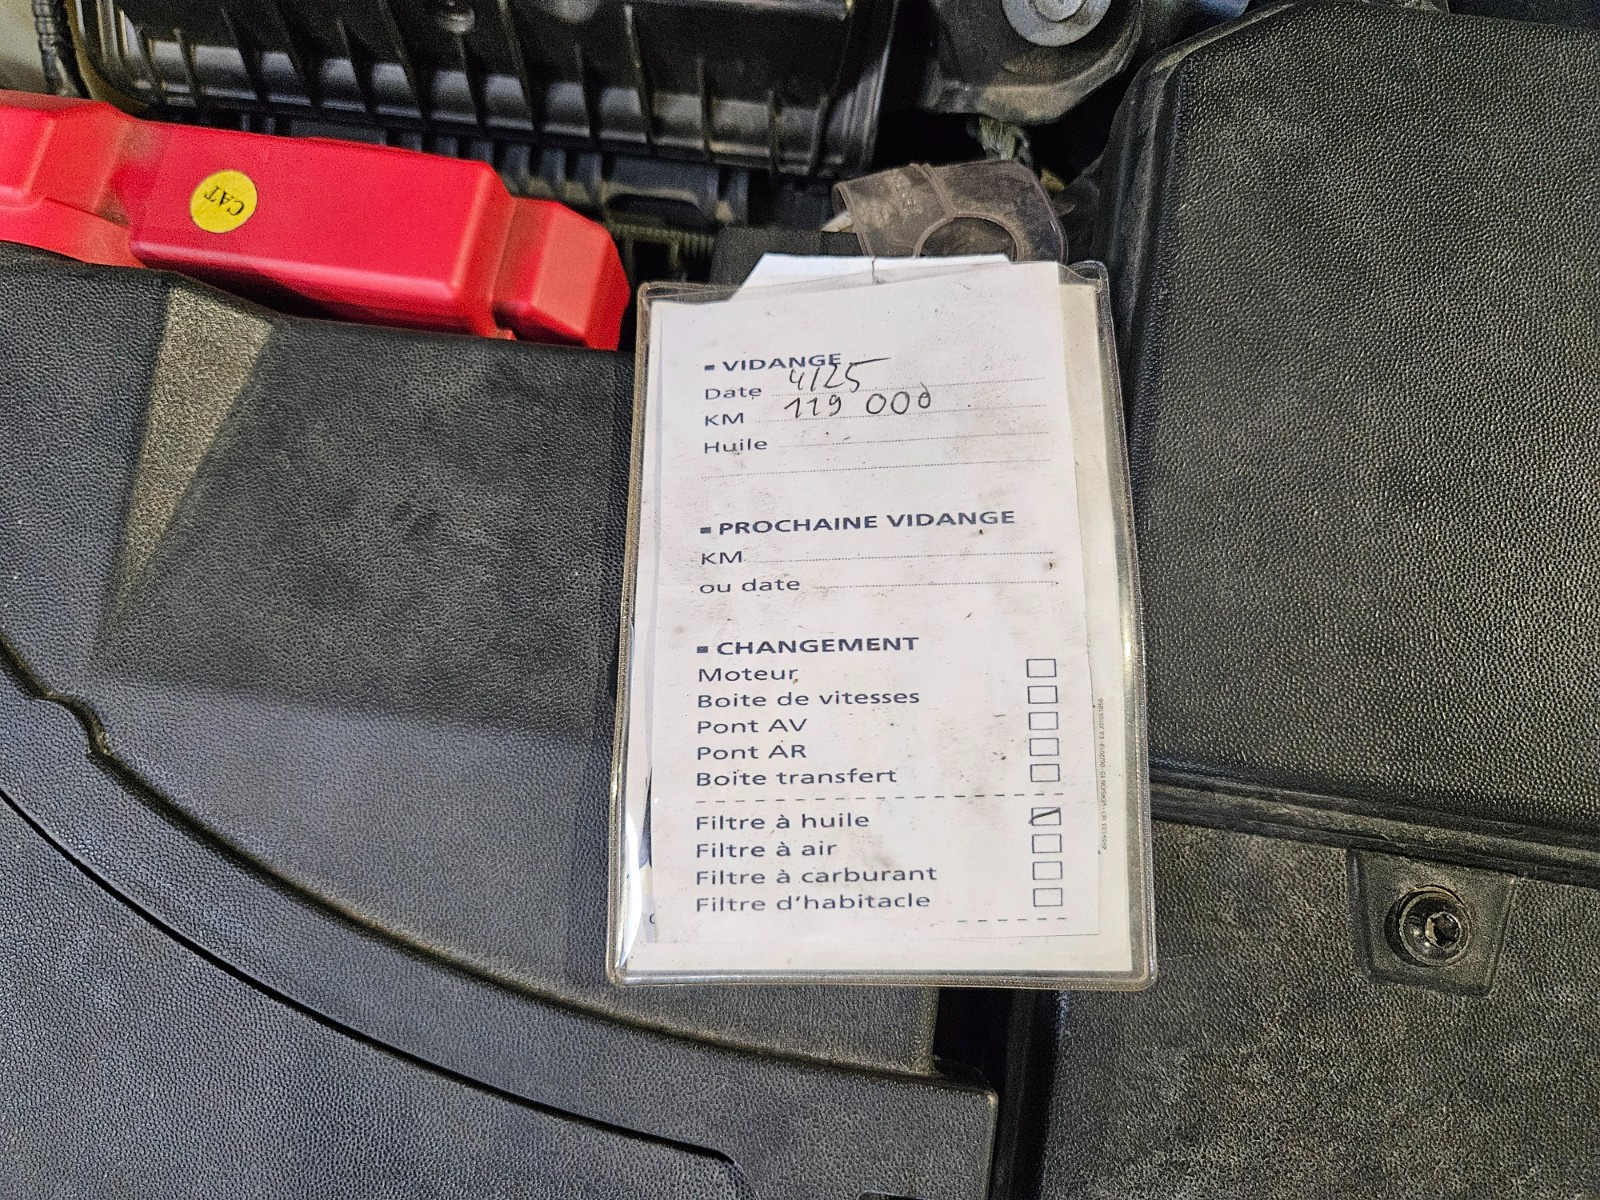 CAT
▪ VIDANGE
Date 4/25
KM 119 000
Huile
▪ PROCHAINE VIDANGE
KM
ou date
▪ CHANGEMENT
Moteur
Boite de vitesses
Pont AV
Pont AR
Boite transfert
Filtre à huile
Filtre à air
Filtre à carburant
Filtre d'habitacle